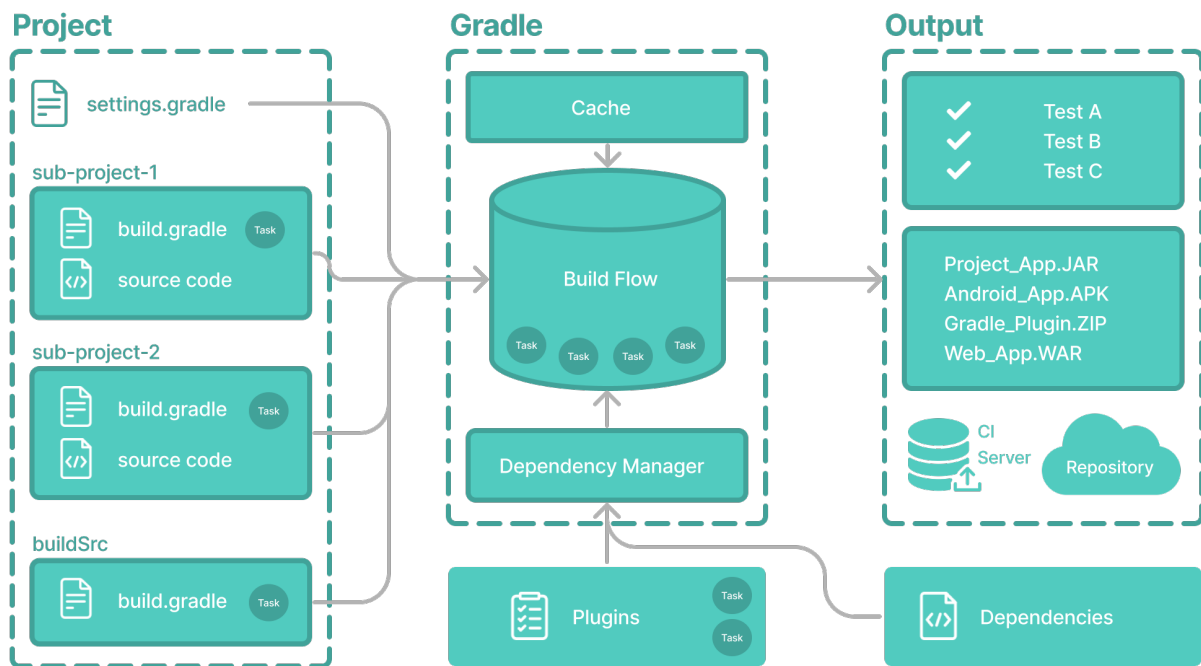 Project
settings.gradle
sub-project-1
build.gradle
Task
source code
sub-project-2
build.gradle
Task
source code
buildSrc
build.gradle
Task
Gradle
Cache
Build Flow
Task
Task
Task
Task
Dependency Manager
Plugins
Task
Task
Output
Test A
Test B
Test C
Project_App.JAR
Android_App.APK
Gradle_Plugin.ZIP
Web_App.WAR
CI
Server
Repository
Dependencies